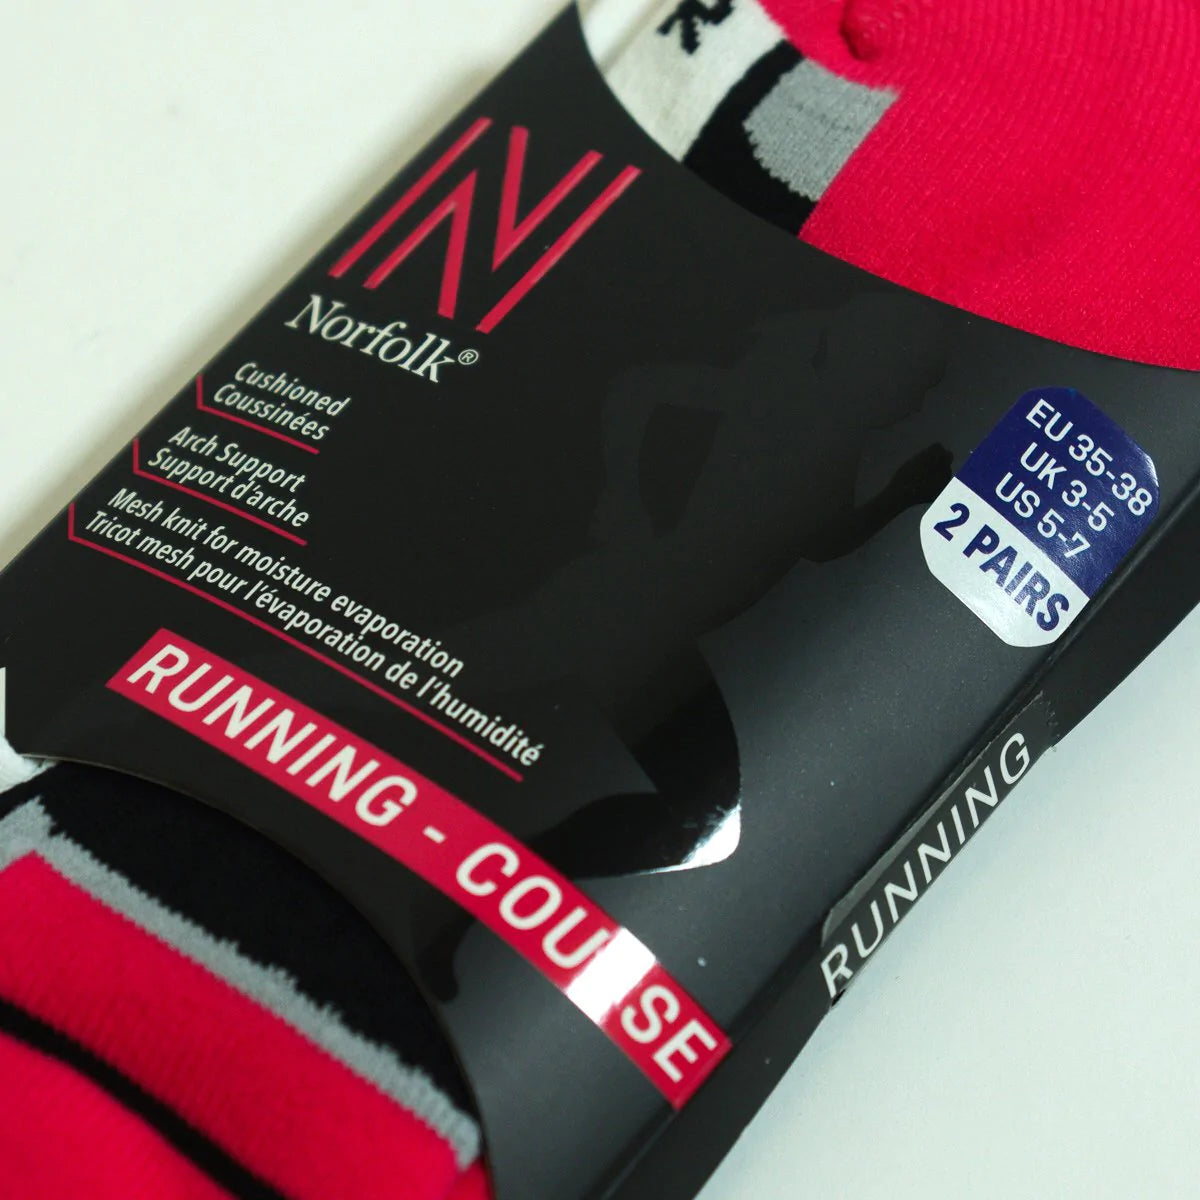 Norfolk®
Cushioned
Coussinées
Arch Support
Support d'arche
Mesh knit for moisture evaporation
Tricot mesh pour l'évaporation de l'humidité
RUNNING - COURSE
EU 35-38
UK 3-5
US 5-7
2 PAIRS
RUNNING